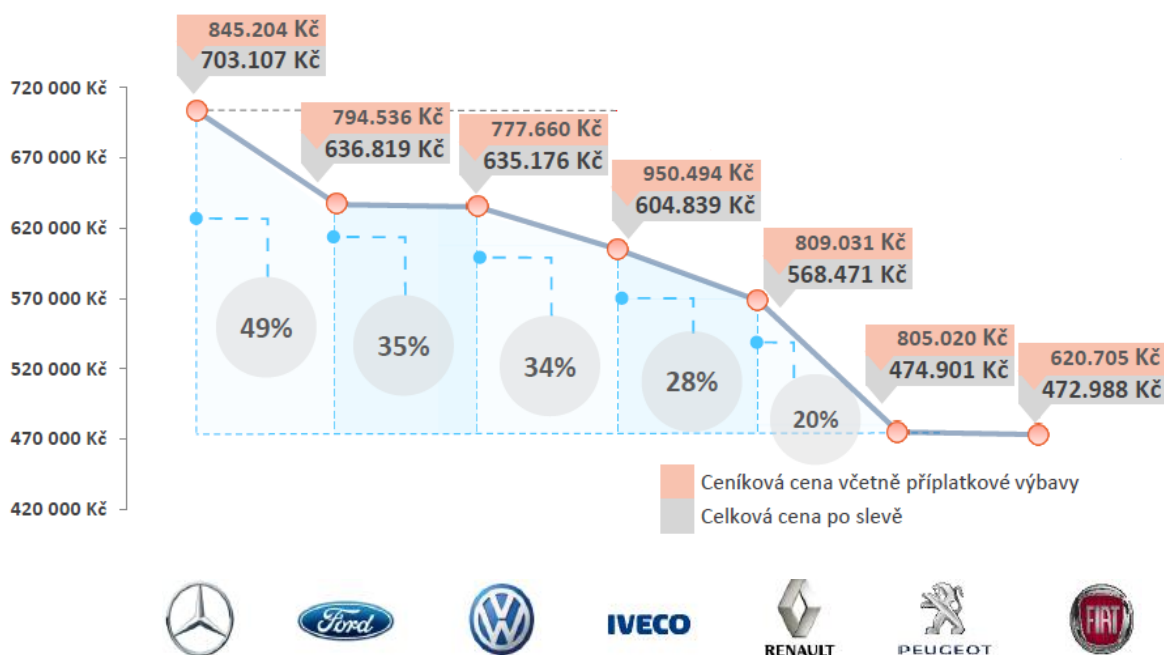 845.204 Kč
703.107 Kč
720 000 Kč
794.536 Kč
636.819 Kč
777.660 Kč
635.176 Kč
670 000 Kč
950.494 Kč
604.839 Kč
620 000 Kč
809.031 Kč
568.471 Kč
570 000 Kč
49%
35%
34%
28%
20%
805.020 Kč
474.901 Kč
620.705 Kč
472.988 Kč
520 000 Kč
470 000 Kč
420 000 Kč
Ceníková cena včetně příplatkové výbavy
Celková cena po slevě
Ford
VW
IVECO
RENAULT
PEUGEOT
FIAT